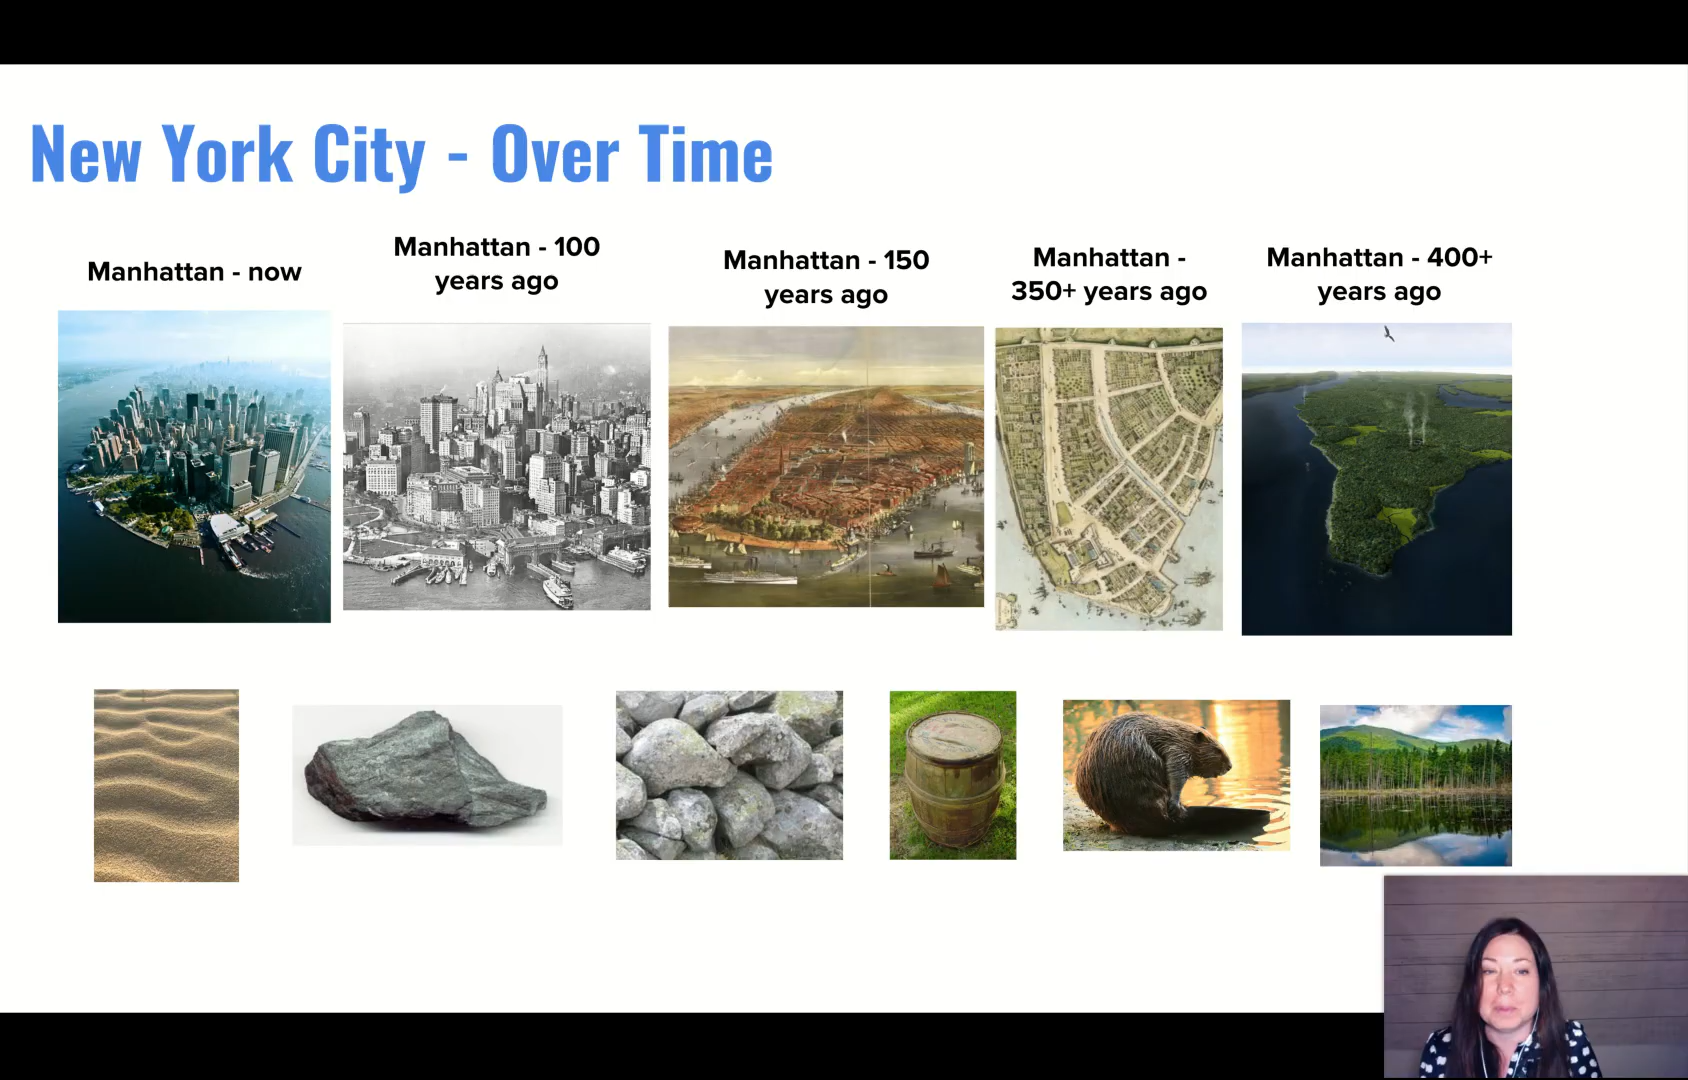 New York City - Over Time
Manhattan - now
Manhattan - 100
years ago
Manhattan - 150
years ago
Manhattan -
350+ years ago
Manhattan - 400+
years ago